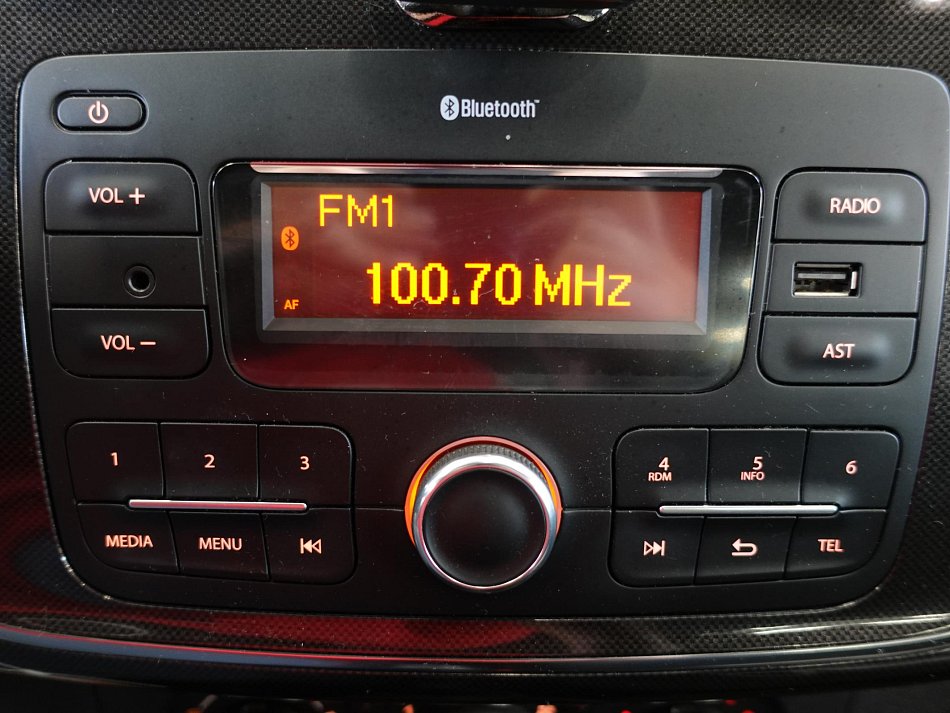 Bluetooth™
VOL +
RADIO
FM1
100.70 MHz
AF
VOL −
AST
1
2
3
4
RDM
5
INFO
6
MEDIA
MENU
TEL